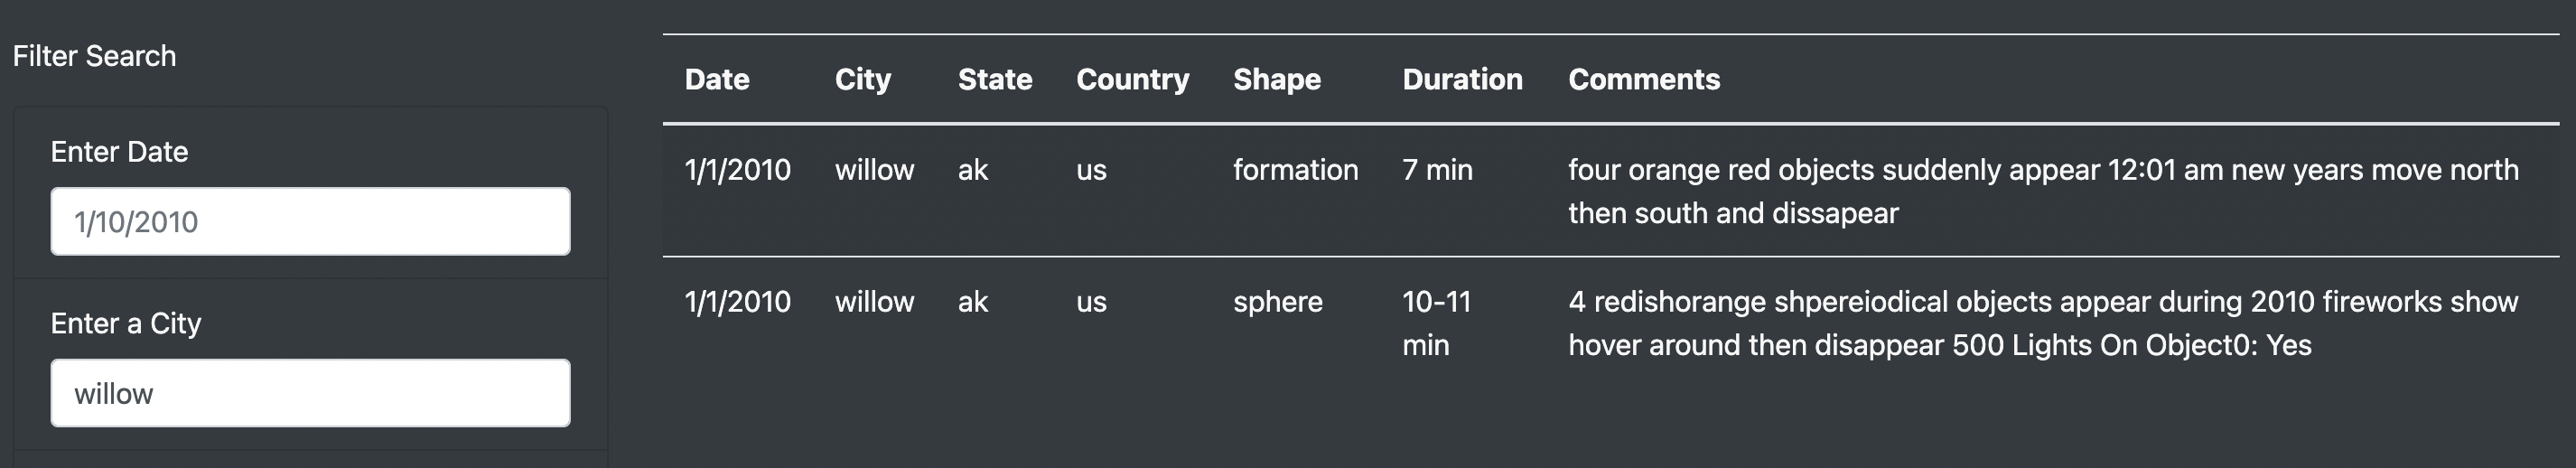 Filter Search
Enter Date
1/10/2010
Enter a City
willow
Date City State Country Shape Duration Comments
1/1/2010 willow ak us formation 7 min four orange red objects suddenly appear 12:01 am new years move north
then south and dissapear
1/1/2010 willow ak us sphere 10-11 4 redishorange shpereiodical objects appear during 2010 fireworks show
min hover around then disappear 500 Lights On Object0: Yes